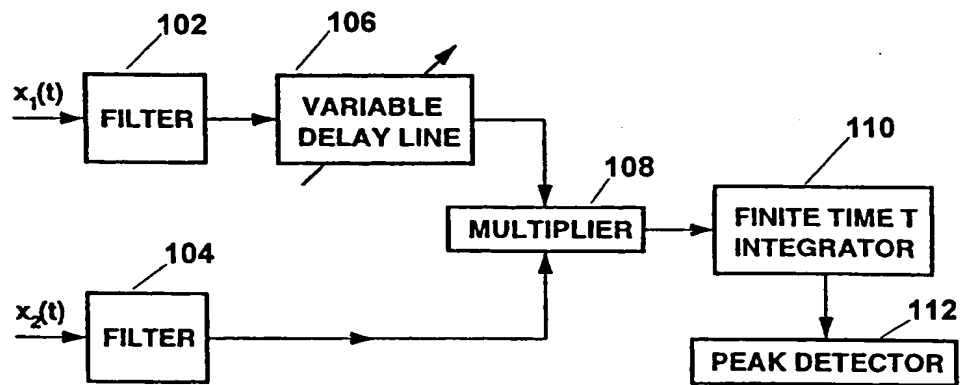 102
106
x₁(t)
FILTER
VARIABLE
DELAY LINE
108
110
MULTIPLIER
FINITE TIME T
INTEGRATOR
104
x₂(t)
FILTER
112
PEAK DETECTOR